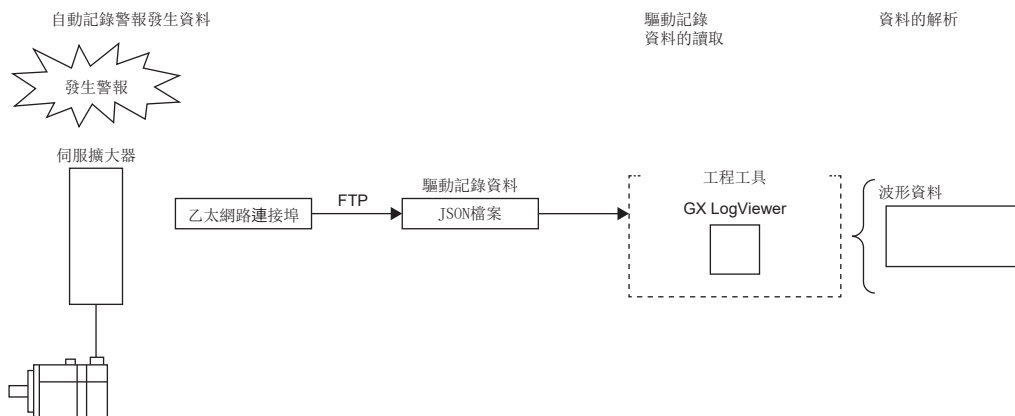 自動記錄警報發生資料
驅動記錄
資料的讀取
資料的解析
發生警報
伺服擴大器
乙太網路連接埠
FTP
驅動記錄資料
JSON檔案
工程工具
GX LogViewer
波形資料